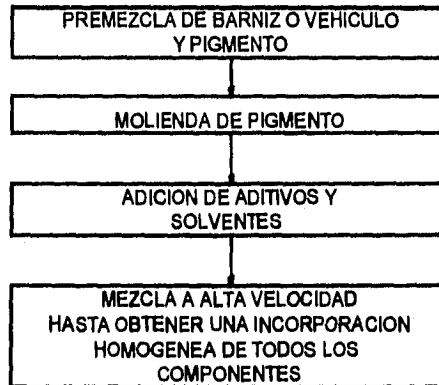 PREMEZCLA DE BARNIZ O VEHICULO
Y PIGMENTO
MOLIENDA DE PIGMENTO
ADICION DE ADITIVOS Y
SOLVENTES
MEZCLA A ALTA VELOCIDAD
HASTA OBTENER UNA INCORPORACION
HOMOGENEA DE TODOS LOS
COMPONENTES